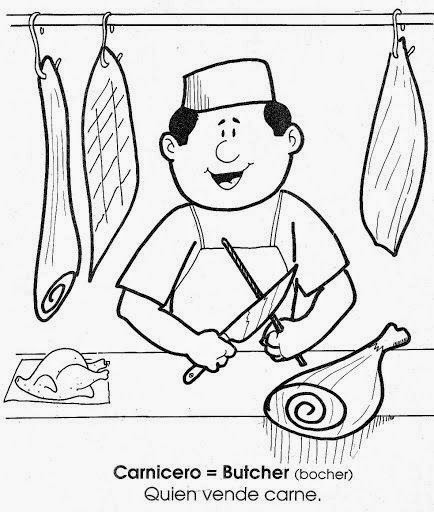 Carnicero = Butcher (bocher)
Quien vende carne.